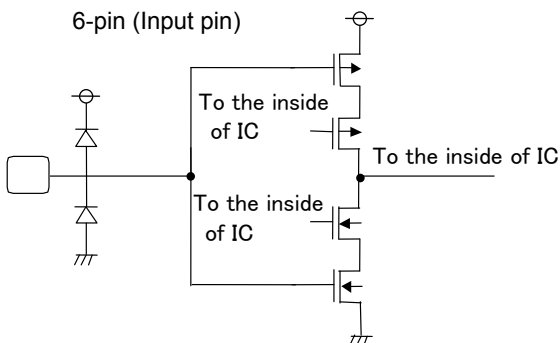 6-pin (Input pin)
To the inside
of IC
To the inside of IC
To the inside
of IC